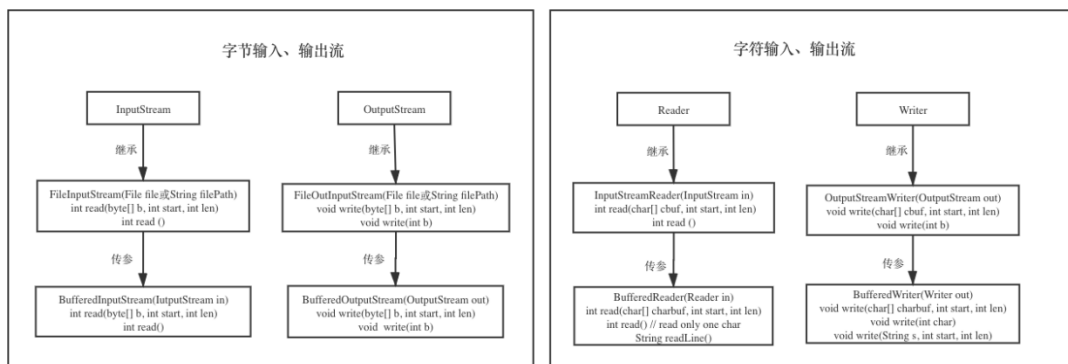 字节输入、输出流
InputStream
OutputStream
继承
继承
FileInputStream(File file或String filePath)
int read(byte[] b, int start, int len)
int read ()
FileOutInputStream(File file或String filePath)
void write(byte[] b, int start, int len)
void write(int b)
传参
传参
BufferedInputStream(IutputStream in)
int read(byte[] b, int start, int len)
int read()
BufferedOutputStream(OutputStream out)
void write(byte[] b, int start, int len)
void write(int b)
字符输入、输出流
Reader
Writer
继承
继承
InputStreamReader(InputStream in)
int read(char[] cbuf, int start, int len)
int read ()
OutputStreamWriter(OutputStream out)
void write(char[] cbuf, int start, int len)
void write(int b)
传参
传参
BufferedReader(Reader in)
int read(char[] charbuf, int start, int len)
int read() // read only one char
String readLine()
BufferedWriter(Writer out)
void write(char[] charbuf, int start, int len)
void write(int char)
void write(String s, int start, int len)